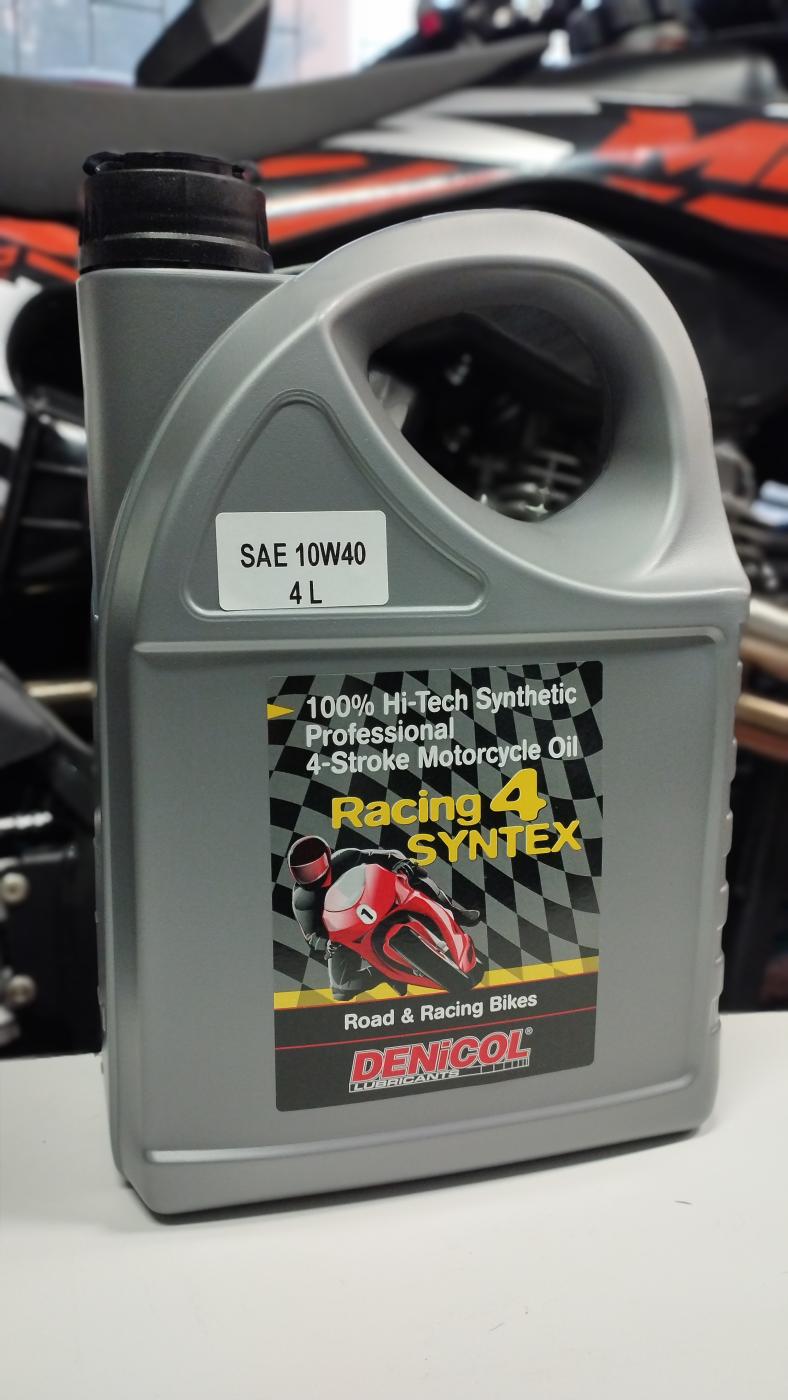 SAE 10W40
4 L
100% Hi-Tech Synthetic
Professional
4-Stroke Motorcycle Oil
Racing 4
SYNTEX
1
Road & Racing Bikes
DENiCOL®
LUBRICANTS